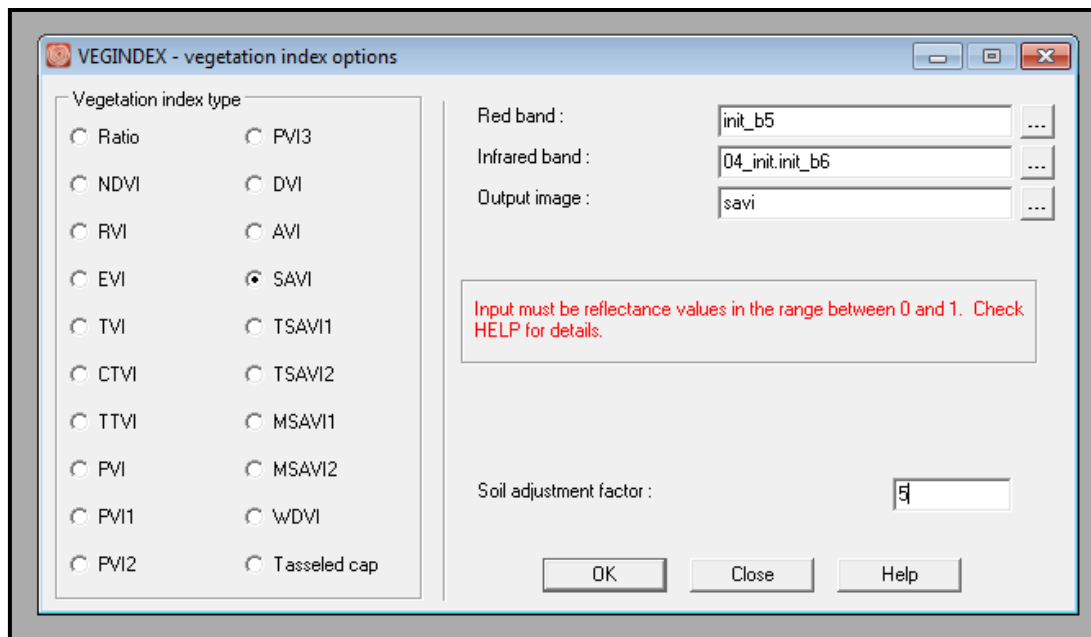 VEGINDEX - vegetation index options
Vegetation index type
Ratio
NDVI
RVI
EVI
TVI
CTVI
TTVI
PVI
PVI1
PVI2
PVI3
DVI
AVI
SAVI
TSAVI1
TSAVI2
MSAVI1
MSAVI2
WDVI
Tasseled cap
Red band :
init_b5
...
Infrared band :
04_init.init_b6
...
Output image :
savi
...
Input must be reflectance values in the range between 0 and 1. Check
HELP for details.
Soil adjustment factor :
5
OK
Close
Help